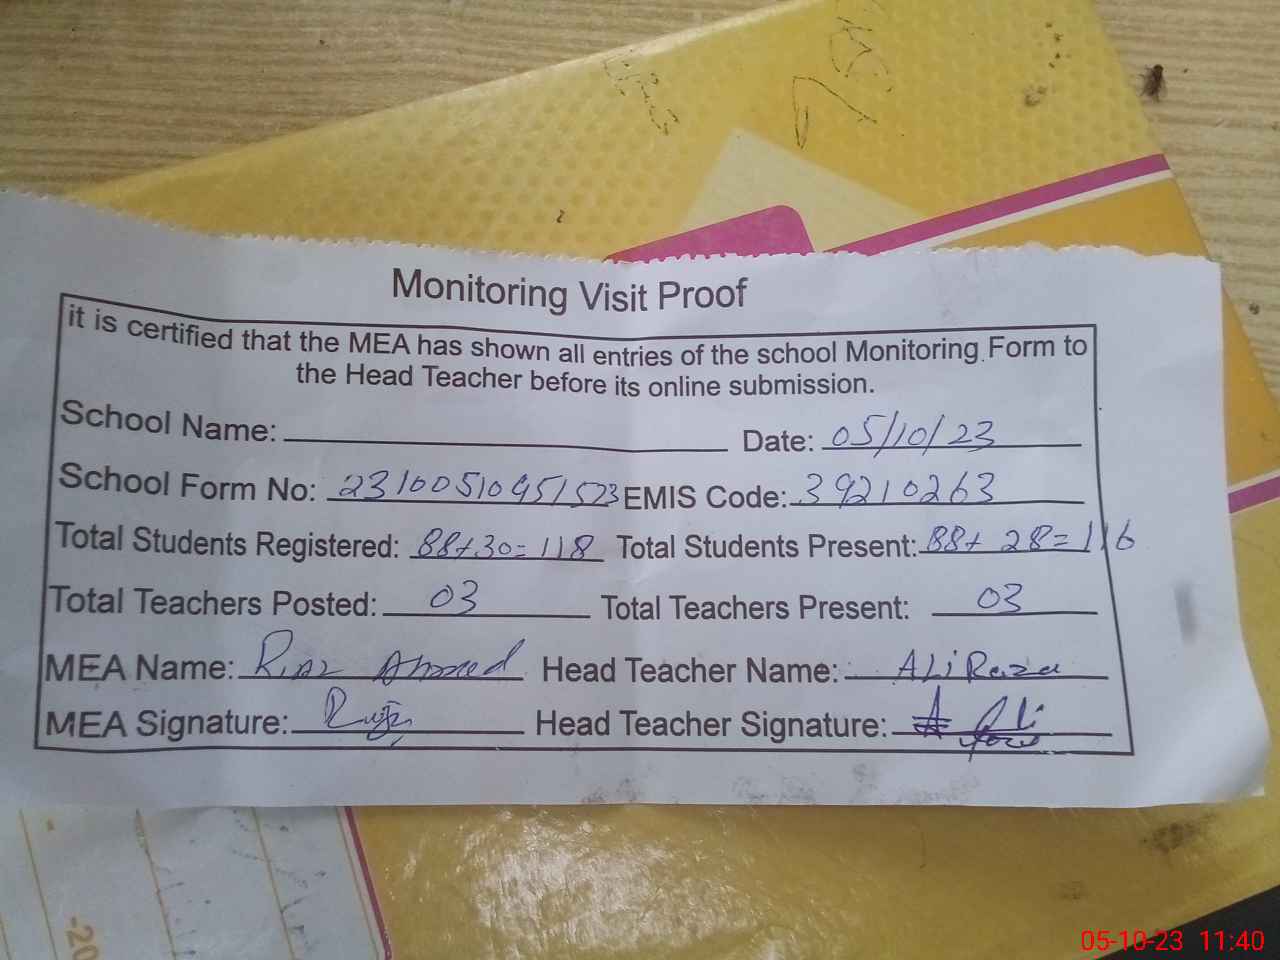 Monitoring Visit Proof
it is certified that the MEA has shown all entries of the school Monitoring Form to
the Head Teacher before its online submission.
School Name: Date: 05/10/23
School Form No: 23100510951523 EMIS Code: 39210263
Total Students Registered: 88+30=118 Total Students Present: 88+28=116
Total Teachers Posted: 03 Total Teachers Present: 03
MEA Name: Riaz Ahmed Head Teacher Name: ALi Raza
MEA Signature: Head Teacher Signature: Ali
-20
05-10-23 11:40